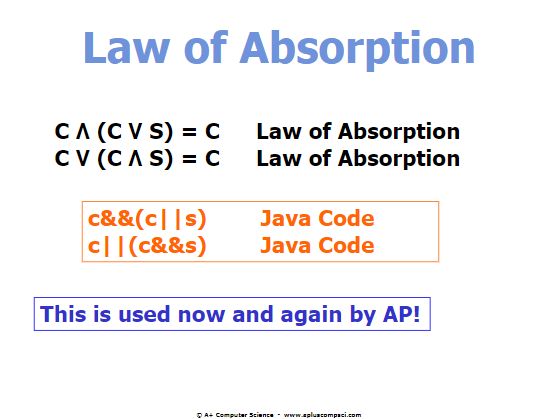 Law of Absorption
C Λ (C V S) = C Law of Absorption
C V (C Λ S) = C Law of Absorption
c&&(c||s) Java Code
c||(c&&s) Java Code
This is used now and again by AP!
© A+ Computer Science - www.apluscompsci.com